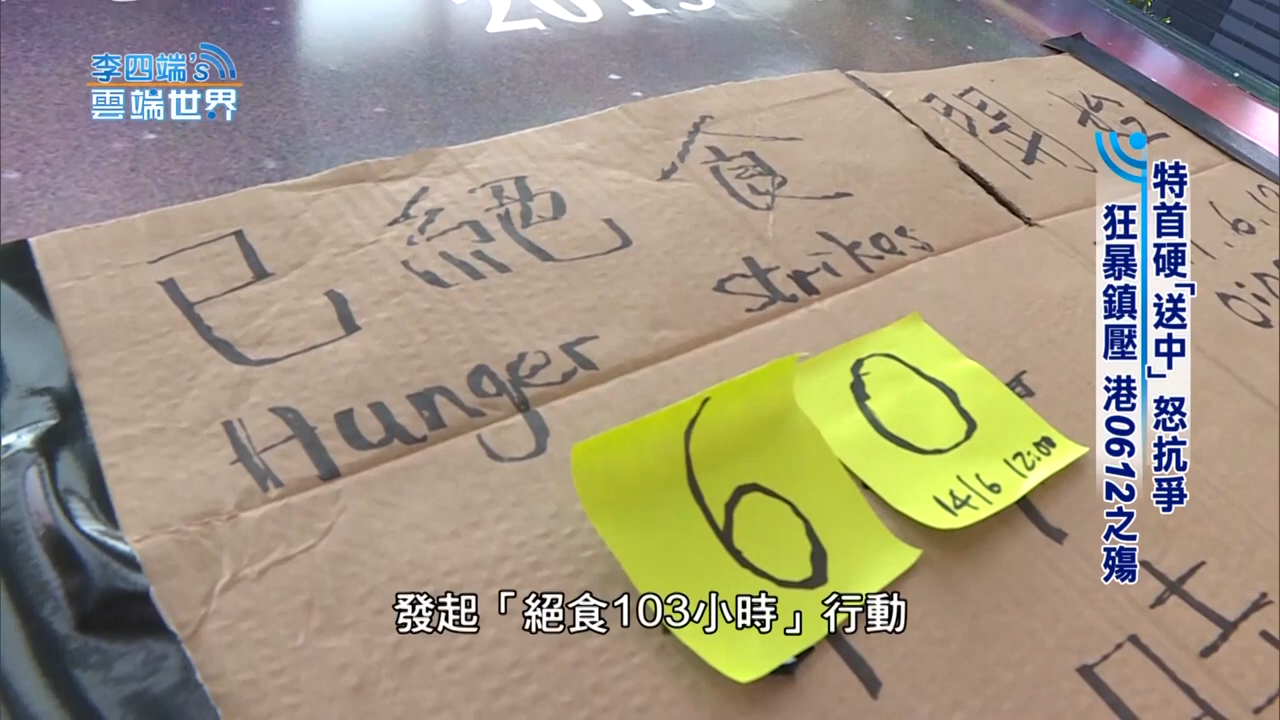 李四端's
雲端世界
已絕食
Hunger strikes
60
14/6 12:00
特首硬「送中」怒抗爭
狂暴鎮壓 港0612之殤
發起「絕食103小時」行動